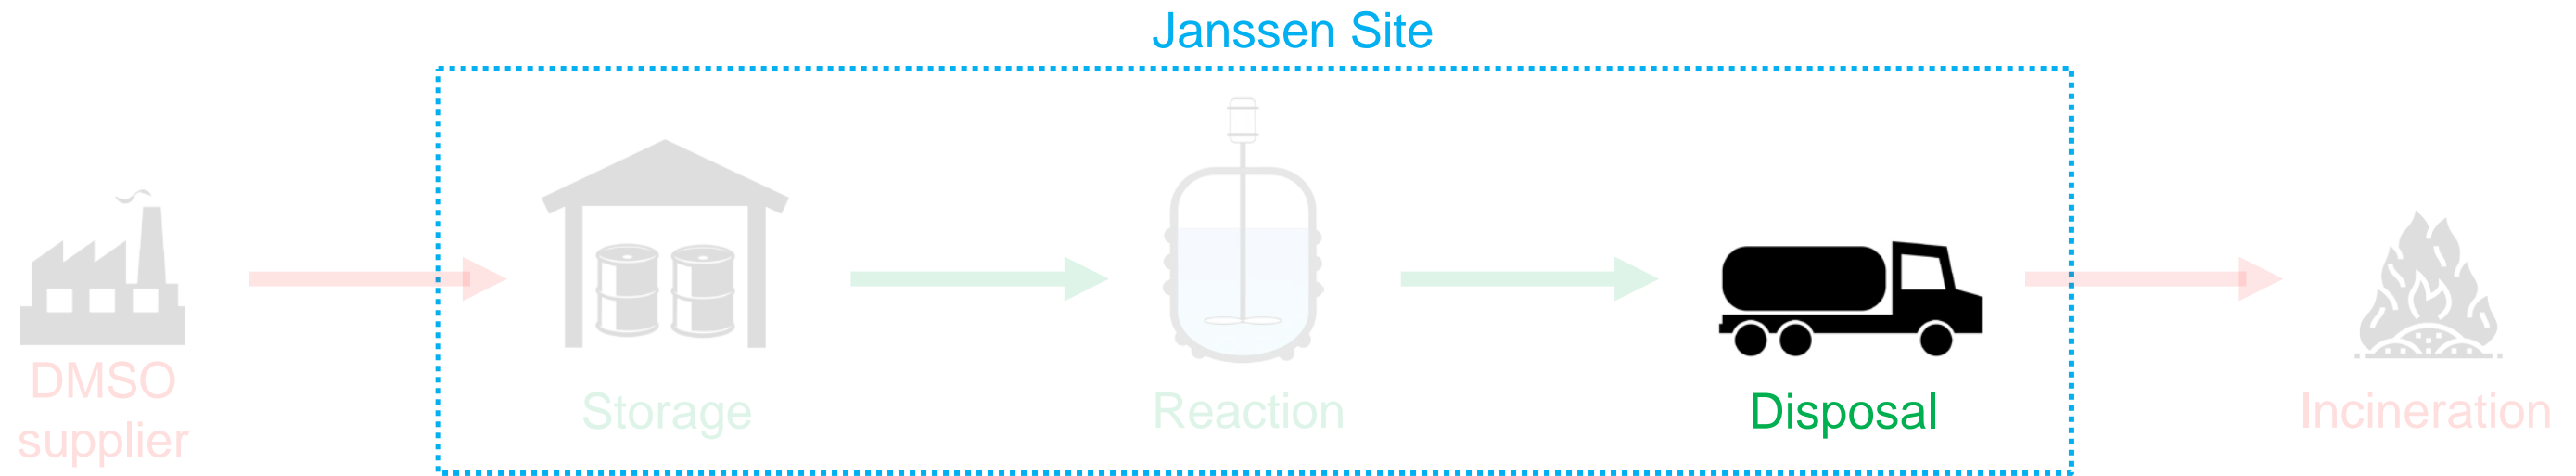 Janssen Site
DMSO
supplier
Storage
Reaction
Disposal
Incineration